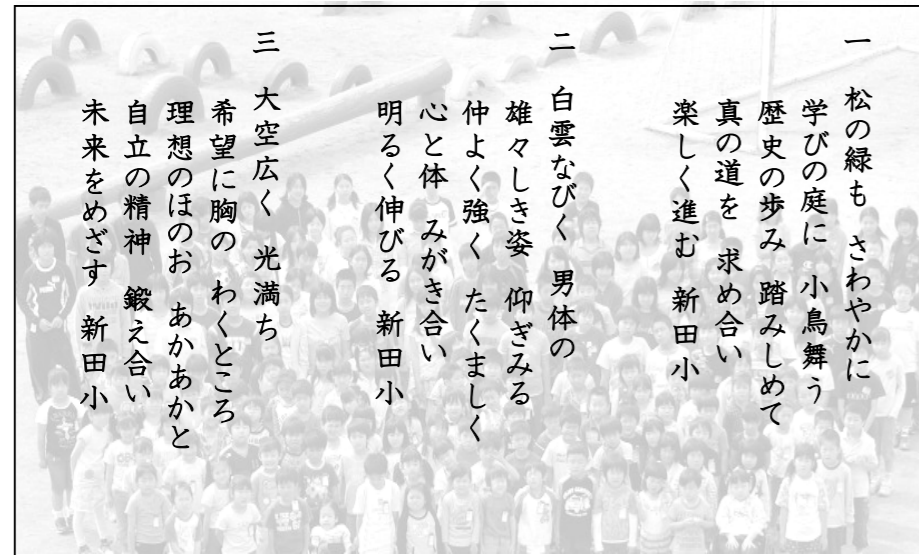 一 松の緑も さわやかに
学びの庭に 小鳥舞う
歴史の歩み 踏みしめて
真の道を 求め合い
楽しく進む 新田小
二 白雲なびく 男体の
雄々しき姿 仰ぎみる
仲よく強く たくましく
心と体 みがき合い
明るく伸びる 新田小
三 大空広く 光満ち
希望に胸の わくところ
理想のほのお あかあかと
自立の精神 鍛え合い
未来をめざす 新田小